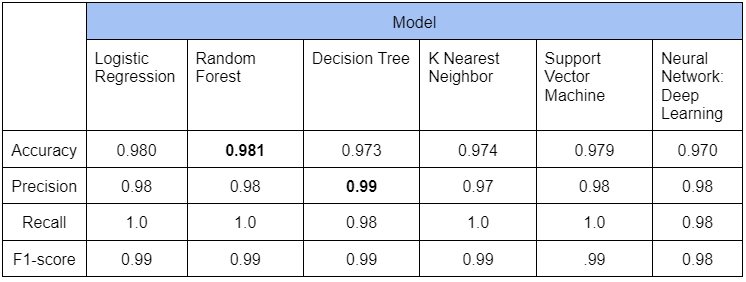 Model
Logistic Regression Random Forest Decision Tree K Nearest Neighbor Support Vector Machine Neural Network: Deep Learning
Accuracy 0.980 0.981 0.973 0.974 0.979 0.970
Precision 0.98 0.98 0.99 0.97 0.98 0.98
Recall 1.0 1.0 0.98 1.0 1.0 0.98
F1-score 0.99 0.99 0.99 0.99 .99 0.98